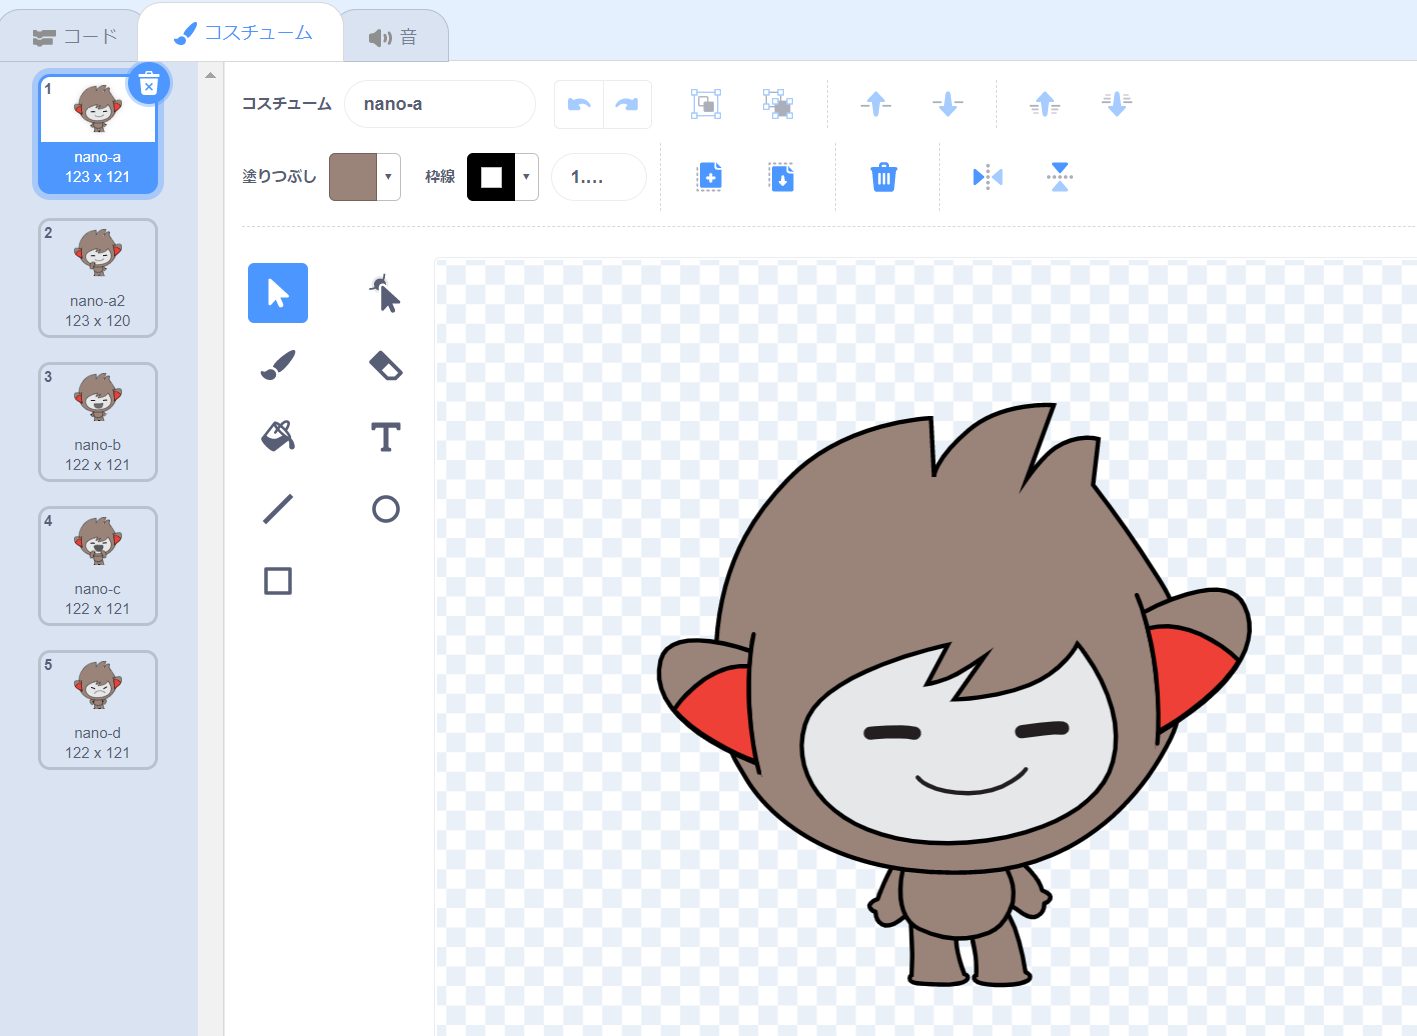 コード
コスチューム
音
1
nano-a
123 x 121
2
nano-a2
123 x 120
3
nano-b
122 x 121
4
nano-c
122 x 121
5
nano-d
122 x 121
コスチューム
nano-a
塗りつぶし
枠線
1....
T